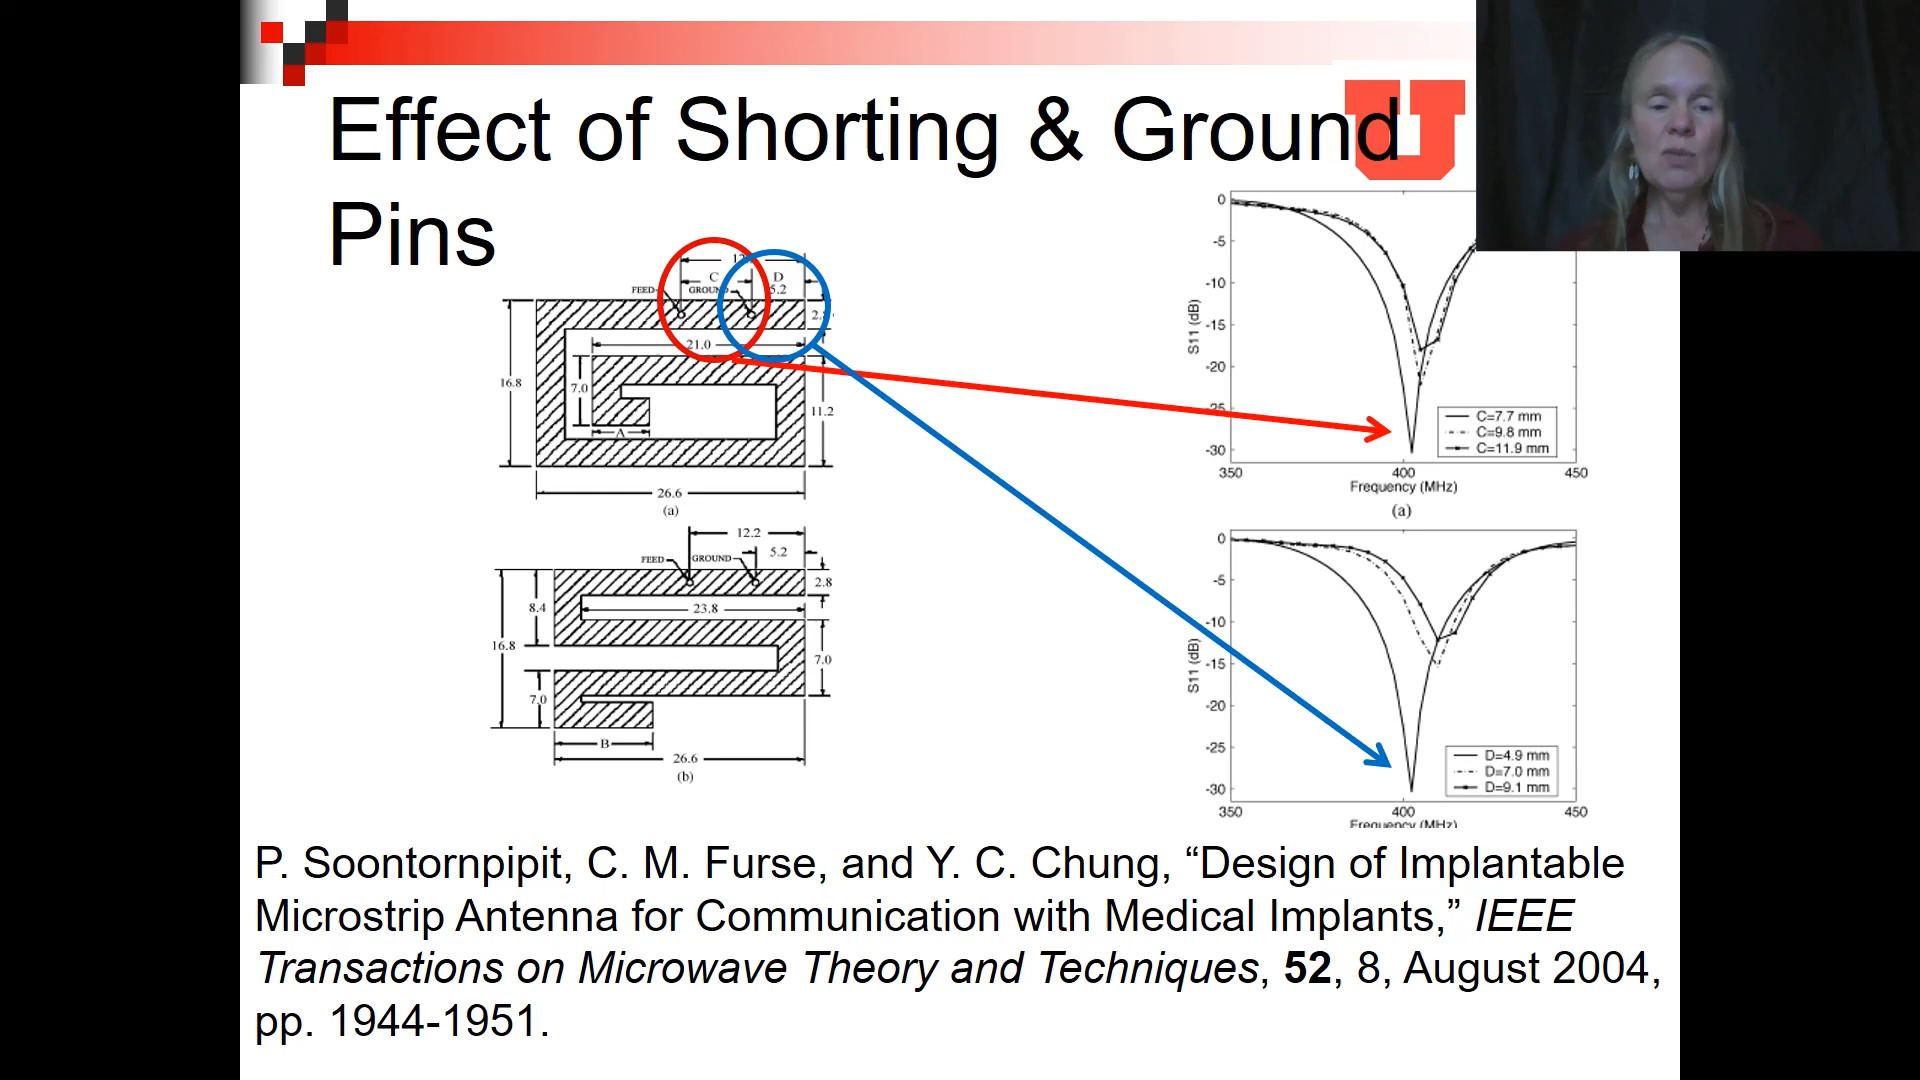 Effect of Shorting & Ground
Pins
U
C
D
FEED
GROUND
5.2
21.0
16.8
7.0
A
11.2
26.6
(a)
12.2
FEED
GROUND
5.2
2.8
8.4
23.8
16.8
7.0
7.0
B
26.6
(b)
0
-5
-10
-15
-20
-25
-30
S11 (dB)
C=7.7 mm
C=9.8 mm
C=11.9 mm
350
400
450
Frequency (MHz)
(a)
0
-5
-10
-15
-20
-25
-30
S11 (dB)
D=4.9 mm
D=7.0 mm
D=9.1 mm
350
400
450
Frequency (MHz)
P. Soontornpipit, C. M. Furse, and Y. C. Chung, “Design of Implantable
Microstrip Antenna for Communication with Medical Implants,” IEEE
Transactions on Microwave Theory and Techniques, 52, 8, August 2004,
pp. 1944-1951.